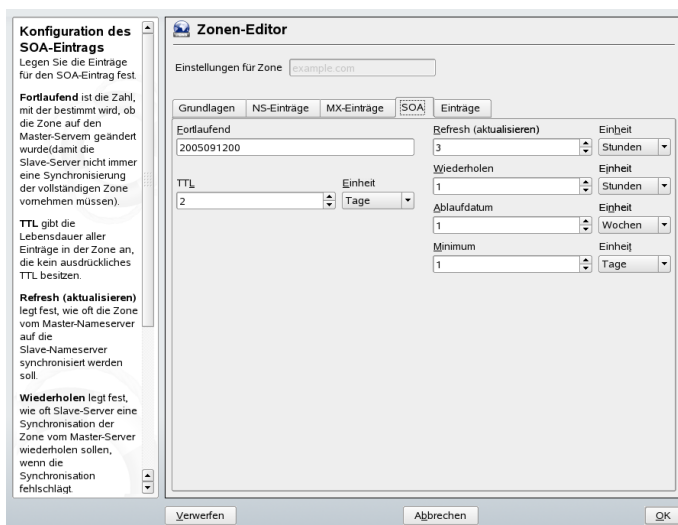 Konfiguration des
SOA-Eintrags
Legen Sie die Einträge
für den SOA-Eintrag fest.
Fortlaufend ist die Zahl,
mit der bestimmt wird, ob
die Zone auf den
Master-Servern geändert
wurde(damit die
Slave-Server nicht immer
eine Synchronisierung
der vollständigen Zone
vornehmen müssen).
TTL gibt die
Lebensdauer aller
Einträge in der Zone an,
die kein ausdrückliches
TTL besitzen.
Refresh (aktualisieren)
legt fest, wie oft die Zone
vom Master-Nameserver
auf die
Slave-Nameserver
synchronisiert werden
soll.
Wiederholen legt fest,
wie oft Slave-Server eine
Synchronisation der
Zone vom Master-Server
wiederholen sollen,
wenn die
Synchronisation
fehlschlägt.
Zonen-Editor
Einstellungen für Zone example.com
Grundlagen NS-Einträge MX-Einträge SOA Einträge
Fortlaufend
2005091200
TTL Einheit
2 Tage
Refresh (aktualisieren) Einheit
3 Stunden
Wiederholen Einheit
1 Stunden
Ablaufdatum Einheit
1 Wochen
Minimum Einheit
1 Tage
Verwerfen Abbrechen OK